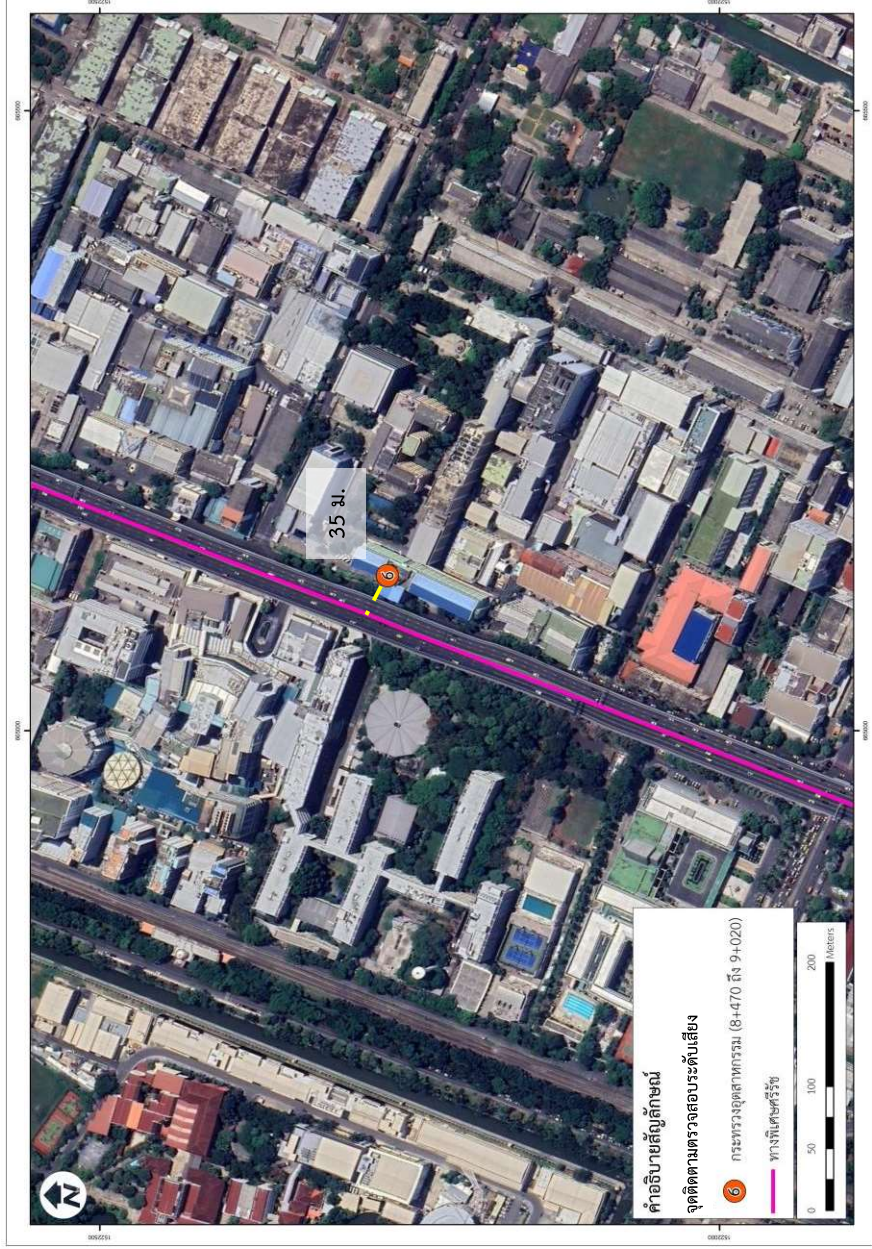 35 ม.
6
คำอธิบายสัญลักษณ์
จุดติดตามตรวจสอบระดับเสียง
6 กระทรวงอุตสาหกรรม (8+470 ถึง 9+020)
ทางพิเศษศรีรัช
0 50 100 200
Meters
N